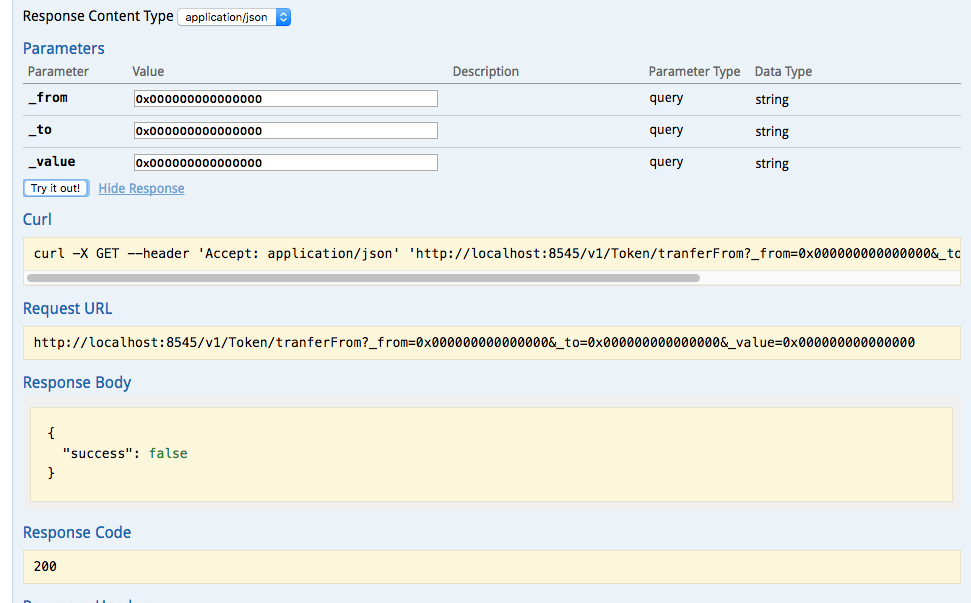 Response Content Type application/json
Parameters
Parameter Value Description Parameter Type Data Type
_from 0x000000000000000 query string
_to 0x000000000000000 query string
_value 0x000000000000000 query string
Try it out! Hide Response
Curl
curl -X GET --header 'Accept: application/json' 'http://localhost:8545/v1/Token/tranferFrom?_from=0x000000000000000&_to
Request URL
http://localhost:8545/v1/Token/tranferFrom?_from=0x000000000000000&_to=0x000000000000000&_value=0x000000000000000
Response Body
{
"success": false
}
Response Code
200